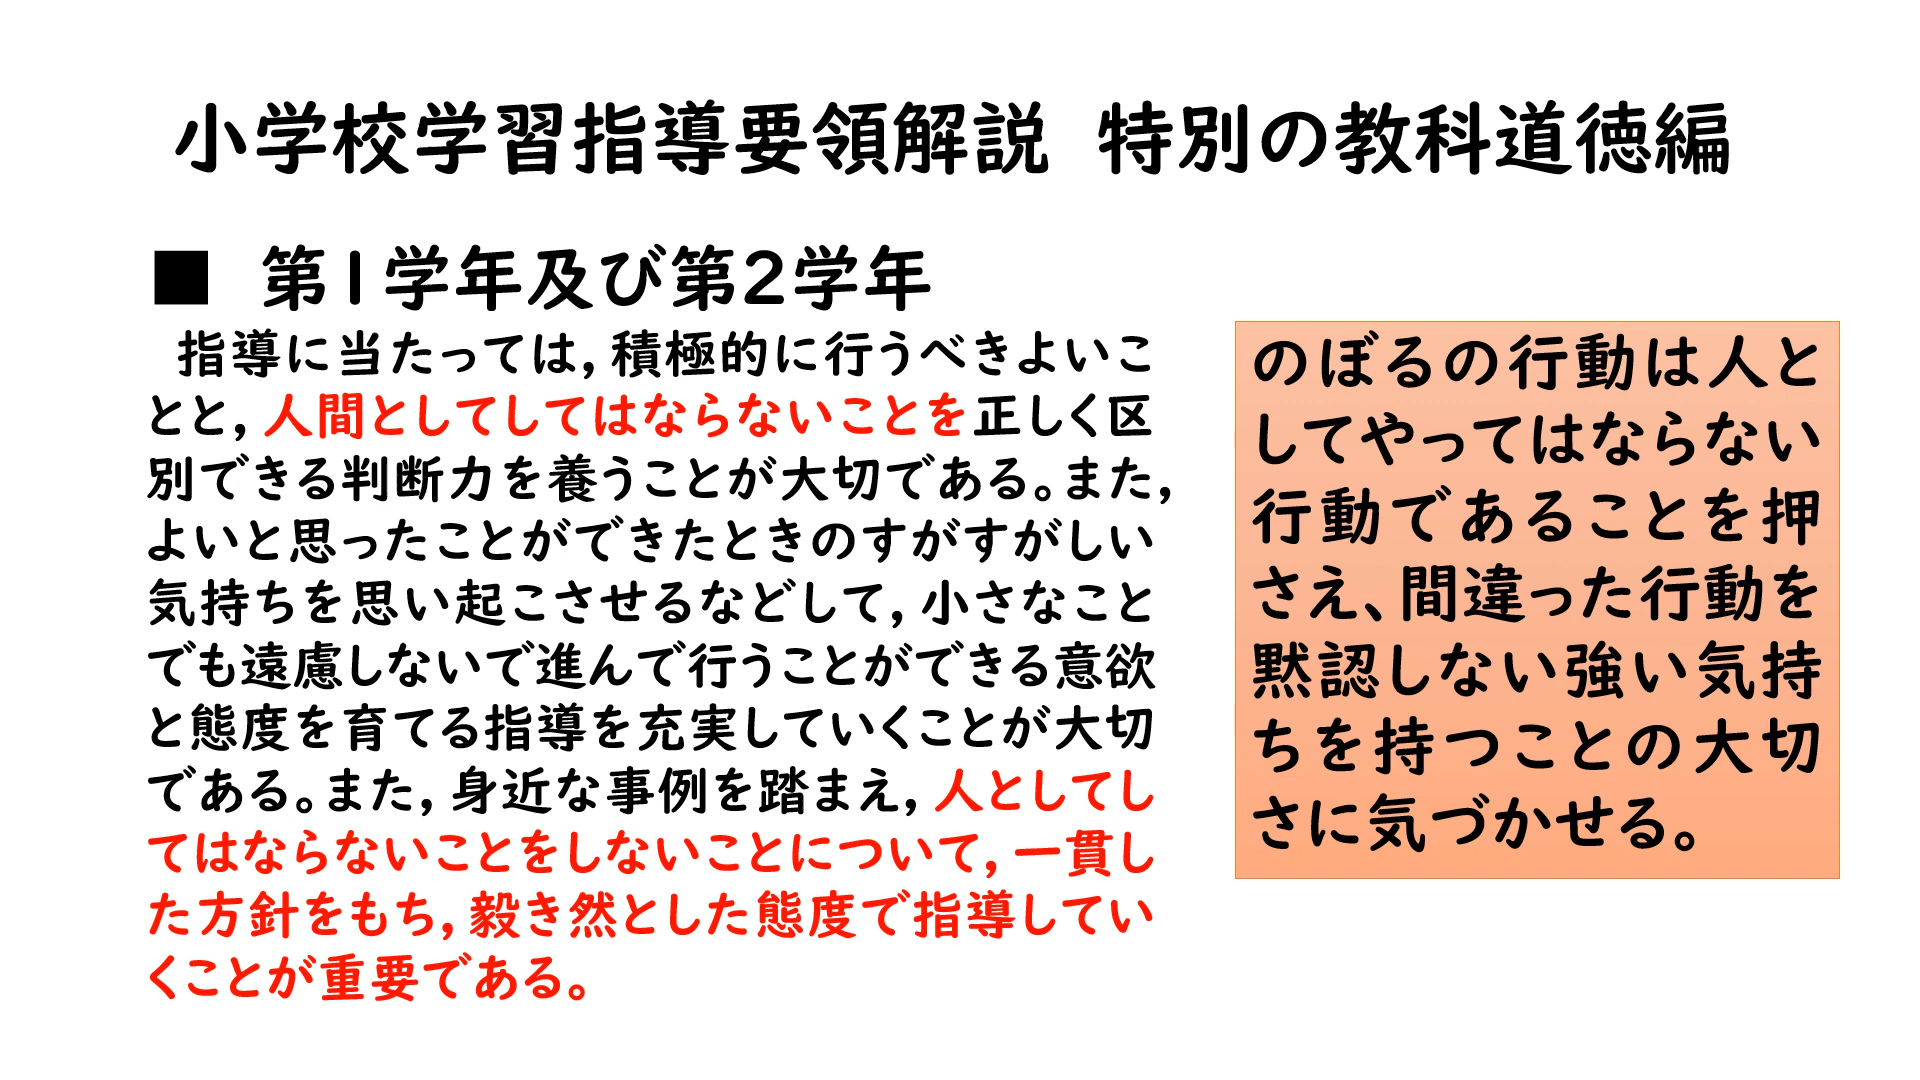 小学校学習指導要領解説 特別の教科道徳編
■ 第1学年及び第2学年
指導に当たっては，積極的に行うべきよいこ
とと，人間としてしてはならないことを正しく区
別できる判断力を養うことが大切である。また，
よいと思ったことができたときのすがすがしい
気持ちを思い起こさせるなどして，小さなこと
でも遠慮しないで進んで行うことができる意欲
と態度を育てる指導を充実していくことが大切
である。また，身近な事例を踏まえ，人としてし
てはならないことをしないことについて，一貫し
た方針をもち，毅き然とした態度で指導してい
くことが重要である。
のぼるの行動は人と
してやってはならない
行動であることを押
さえ、間違った行動を
黙認しない強い気持
ちを持つことの大切
さに気づかせる。